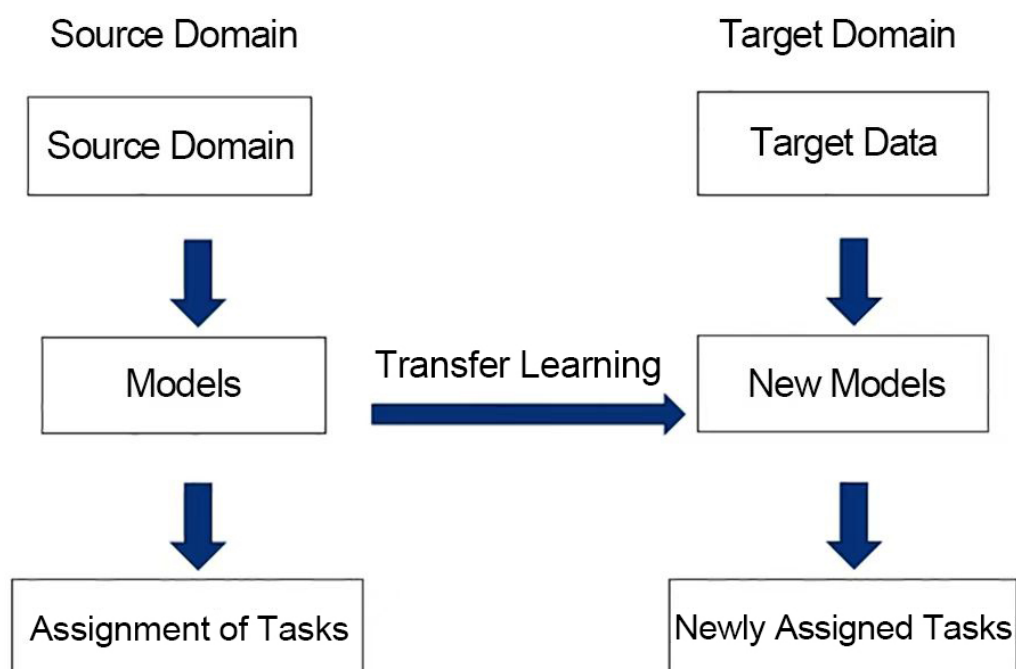 Source Domain
Target Domain
Source Domain
Target Data
Models
Transfer Learning
New Models
Assignment of Tasks
Newly Assigned Tasks